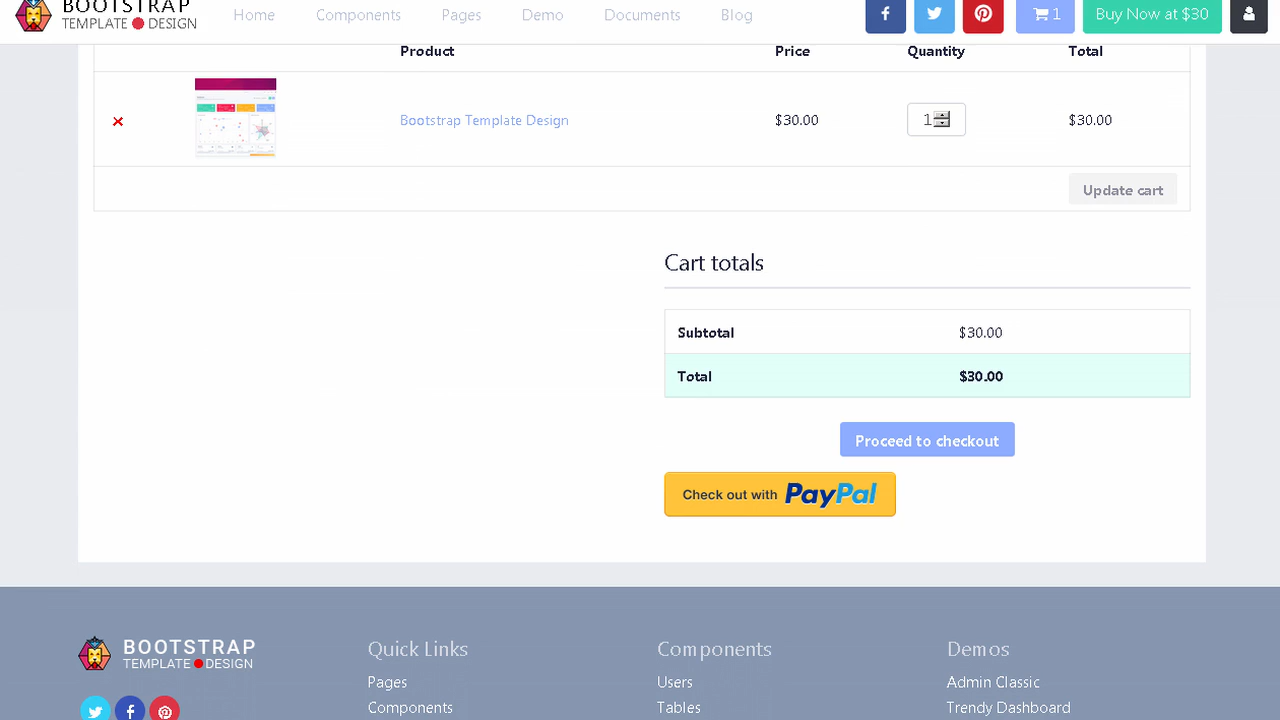 BOOTSTRAP
TEMPLATE DESIGN
Home Components Pages Demo Documents Blog 1 Buy Now at $30
Product Price Quantity Total
× Bootstrap Template Design $30.00 1 $30.00
Update cart
Cart totals
Subtotal $30.00
Total $30.00
Proceed to checkout
Check out with PayPal
BOOTSTRAP
TEMPLATE DESIGN
Quick Links Components Demos
Pages Users Admin Classic
Components Tables Trendy Dashboard